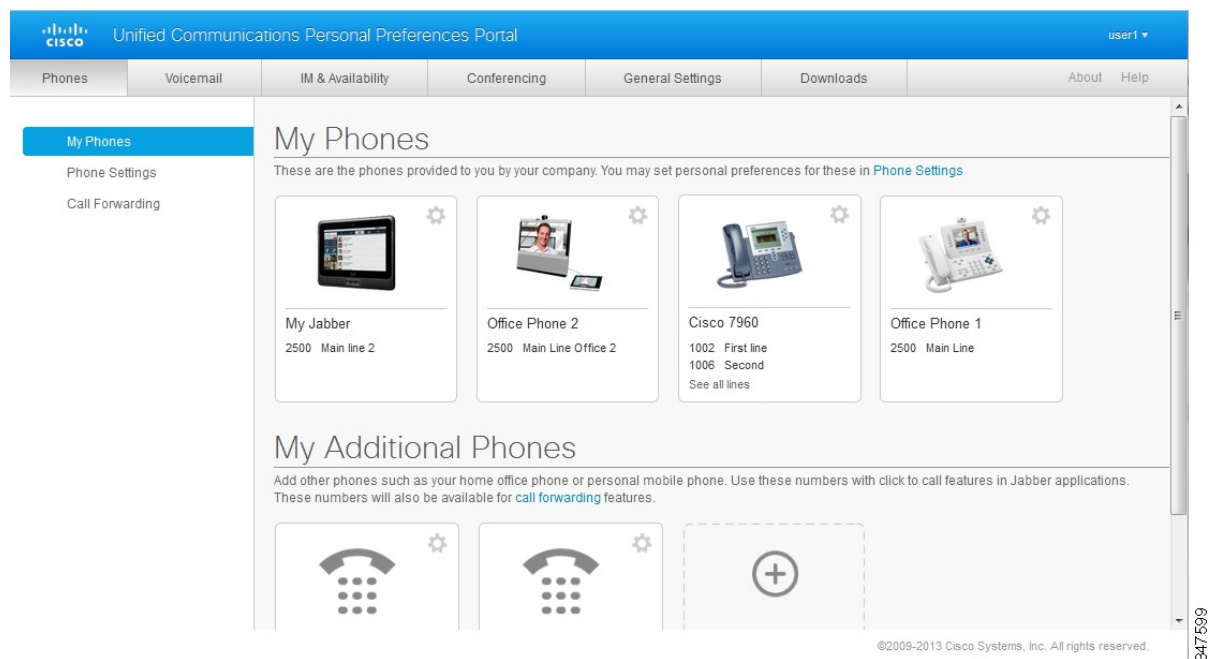 CISCO
Unified Communications Personal Preferences Portal
user1
Phones
Voicemail
IM & Availability
Conferencing
General Settings
Downloads
About
Help
My Phones
Phone Settings
Call Forwarding
My Phones
These are the phones provided to you by your company. You may set personal preferences for these in Phone Settings
My Jabber
2500 Main line 2
Office Phone 2
2500 Main Line Office 2
Cisco 7960
1002 First line
1006 Second
See all lines
Office Phone 1
2500 Main Line
My Additional Phones
Add other phones such as your home office phone or personal mobile phone. Use these numbers with click to call features in Jabber applications.
These numbers will also be available for call forwarding features.
©2009-2013 Cisco Systems, Inc. All rights reserved.
347599